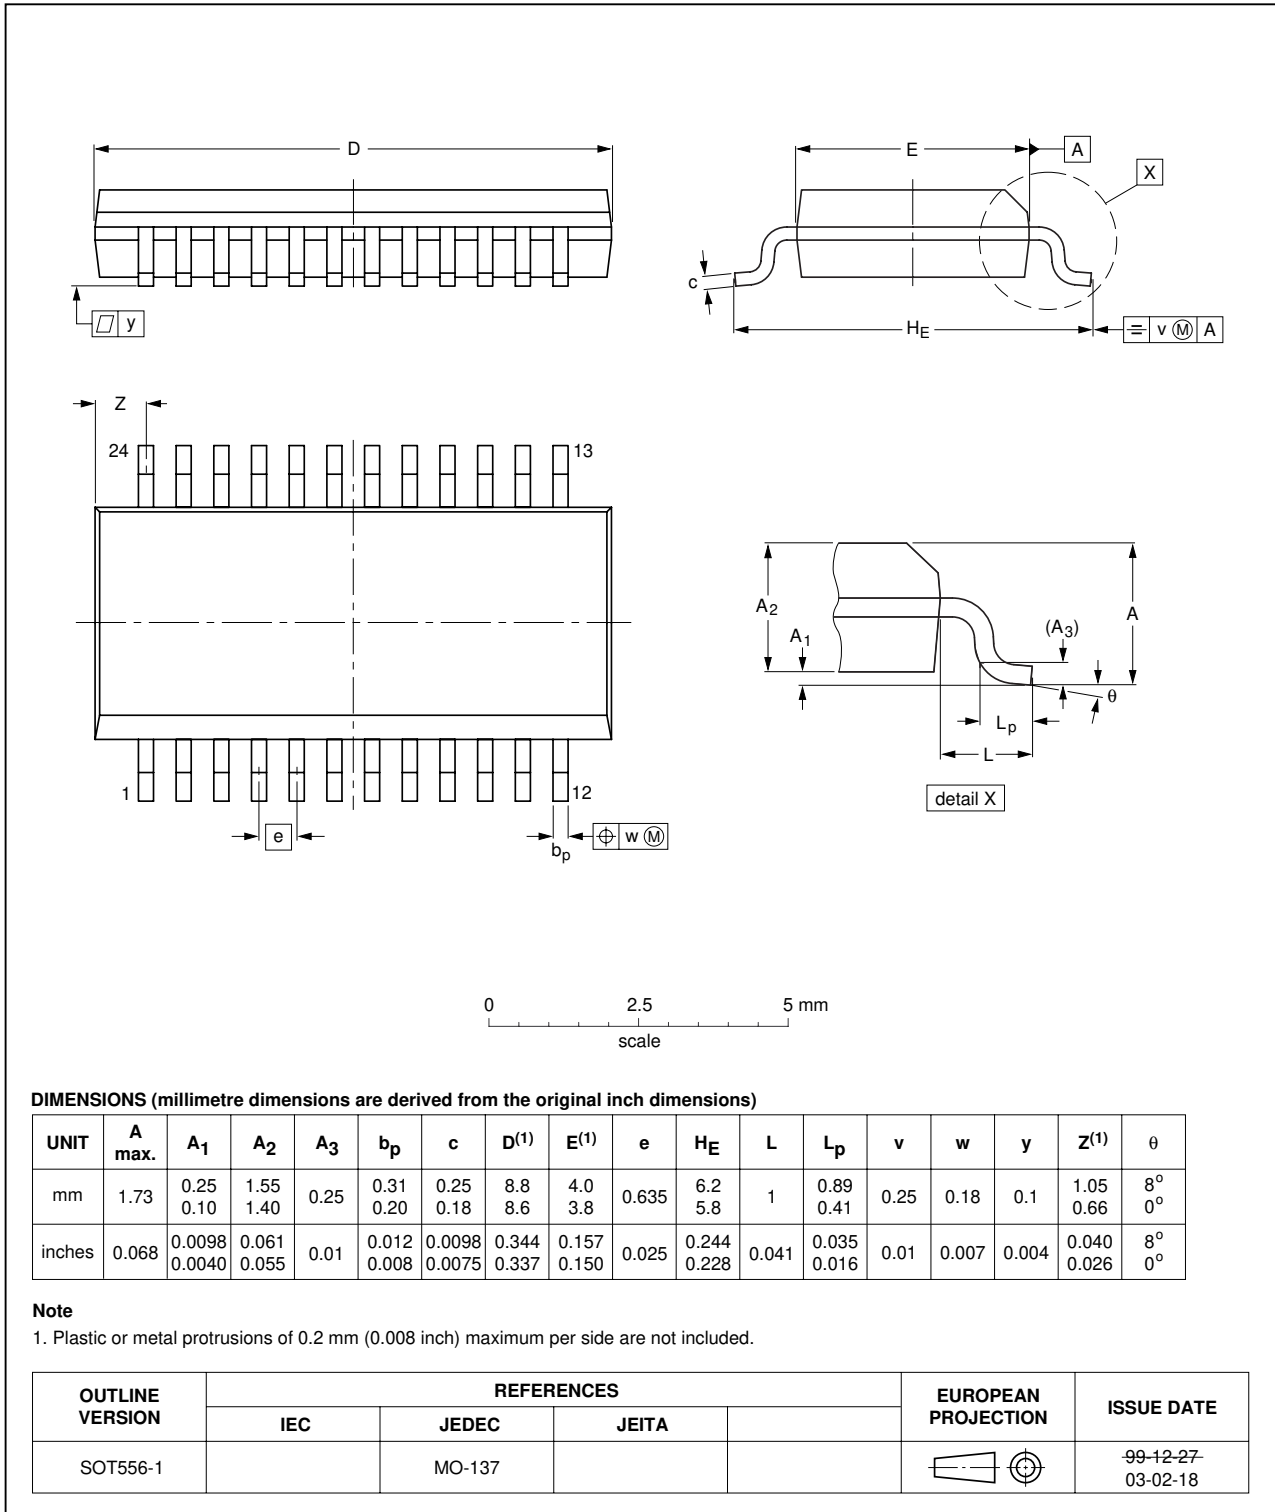 D
E
A
X
c
y
HE
v M A
Z
24
13
1
12
e
bp
w M
A2
A1
(A3)
A
θ
Lp
L
detail X
0 2.5 5 mm
scale
DIMENSIONS (millimetre dimensions are derived from the original inch dimensions)
UNIT A max. A1 A2 A3 bp c D(1) E(1) e HE L Lp v w y Z(1) θ
mm 1.73 0.25 0.10 1.55 1.40 0.25 0.31 0.20 0.25 0.18 8.8 8.6 4.0 3.8 0.635 6.2 5.8 1 0.89 0.41 0.25 0.18 0.1 1.05 0.66 8° 0°
inches 0.068 0.0098 0.0040 0.061 0.055 0.01 0.012 0.008 0.0098 0.0075 0.344 0.337 0.157 0.150 0.025 0.244 0.228 0.041 0.035 0.016 0.01 0.007 0.004 0.040 0.026 8° 0°
Note
1. Plastic or metal protrusions of 0.2 mm (0.008 inch) maximum per side are not included.
OUTLINE VERSION REFERENCES EUROPEAN PROJECTION ISSUE DATE
IEC JEDEC JEITA
SOT556-1 MO-137 99-12-27
03-02-18